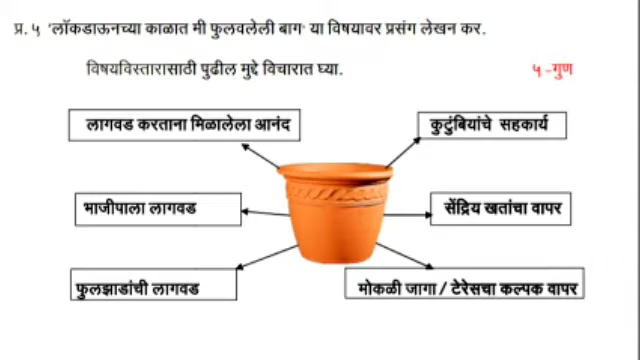 प्र. ५ 'लॉकडाऊनच्या काळात मी फुलवलेली बाग' या विषयावर प्रसंग लेखन कर.
विषयविस्तारासाठी पुढील मुद्दे विचारात घ्या. ५ -गुण
लागवड करताना मिळालेला आनंद
कुटुंबियांचे सहकार्य
भाजीपाला लागवड
सेंद्रिय खतांचा वापर
फुलझाडांची लागवड
मोकळी जागा / टेरेसचा कल्पक वापर